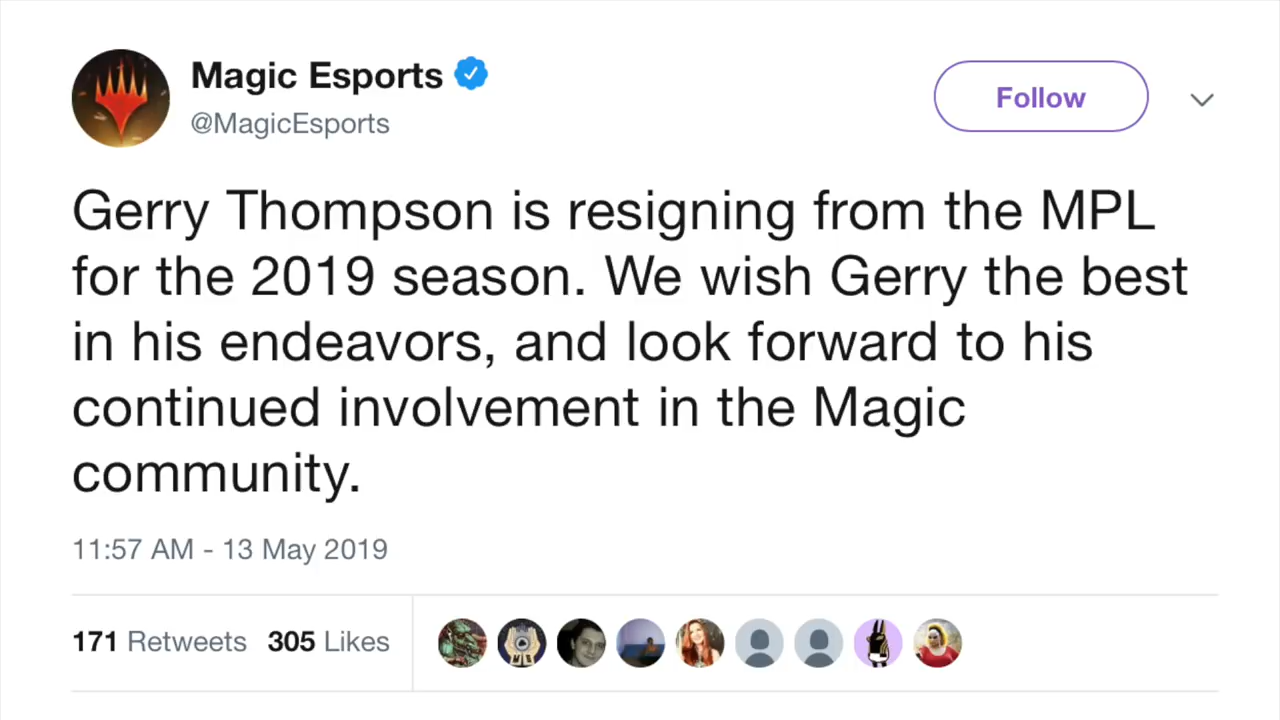 Magic Esports
@MagicEsports
Follow
Gerry Thompson is resigning from the MPL
for the 2019 season. We wish Gerry the best
in his endeavors, and look forward to his
continued involvement in the Magic
community.
11:57 AM - 13 May 2019
171 Retweets 305 Likes